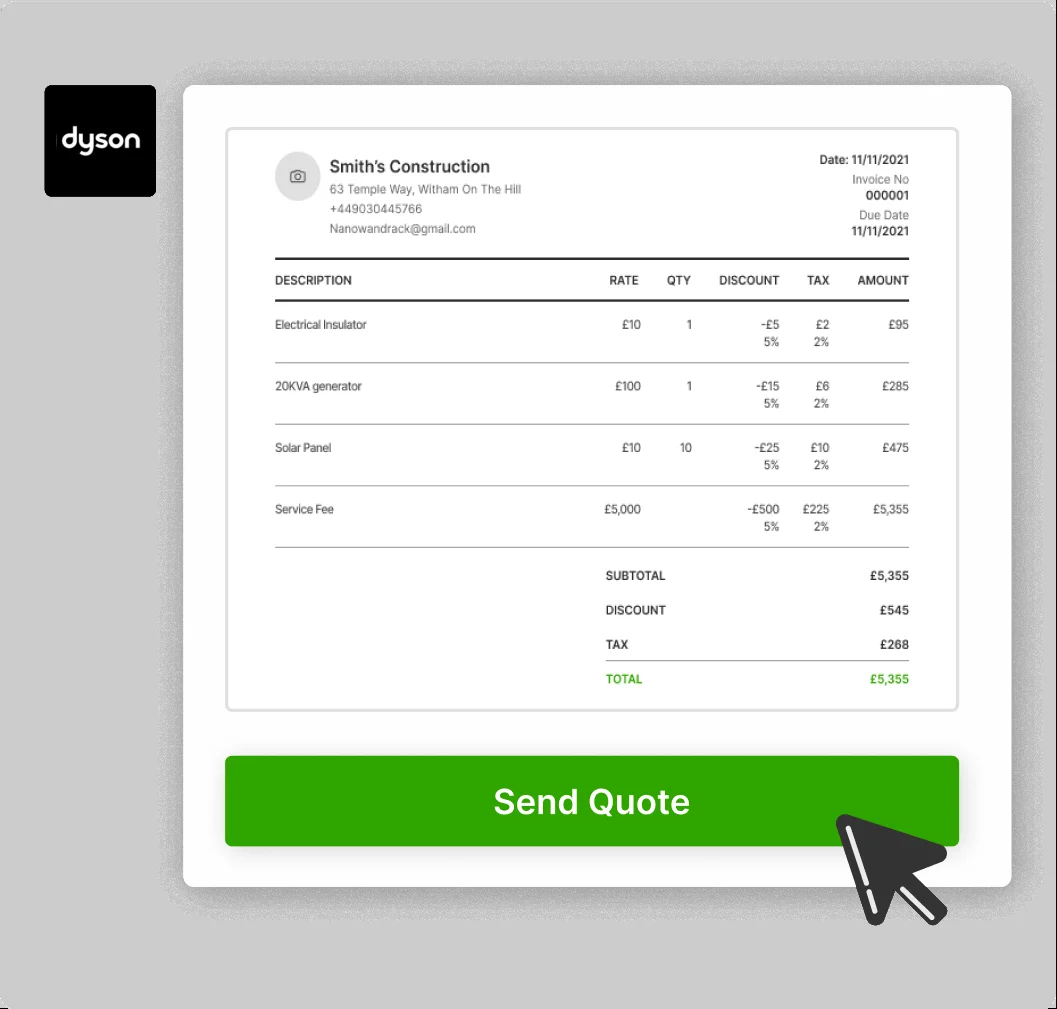 dyson
Smith's Construction
63 Temple Way, Witham On The Hill
+449030445766
Nanowandrack@gmail.com
Date: 11/11/2021
Invoice No
000001
Due Date
11/11/2021
DESCRIPTION RATE QTY DISCOUNT TAX AMOUNT
Electrical Insulator £10 1 -£5 £2 £95
5% 2%
20KVA generator £100 1 -£15 £6 £285
5% 2%
Solar Panel £10 10 -£25 £10 £475
5% 2%
Service Fee £5,000 -£500 £225 £5,355
5% 2%
SUBTOTAL £5,355
DISCOUNT £545
TAX £268
TOTAL £5,355
Send Quote